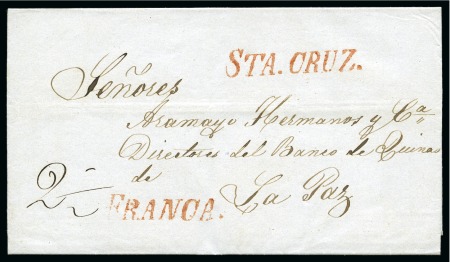 STA. CRUZ.
Señores
Aramayo Hermanos y Ca.
Directores del Banco de Quinas
de
La Paz
2
FRANCA.